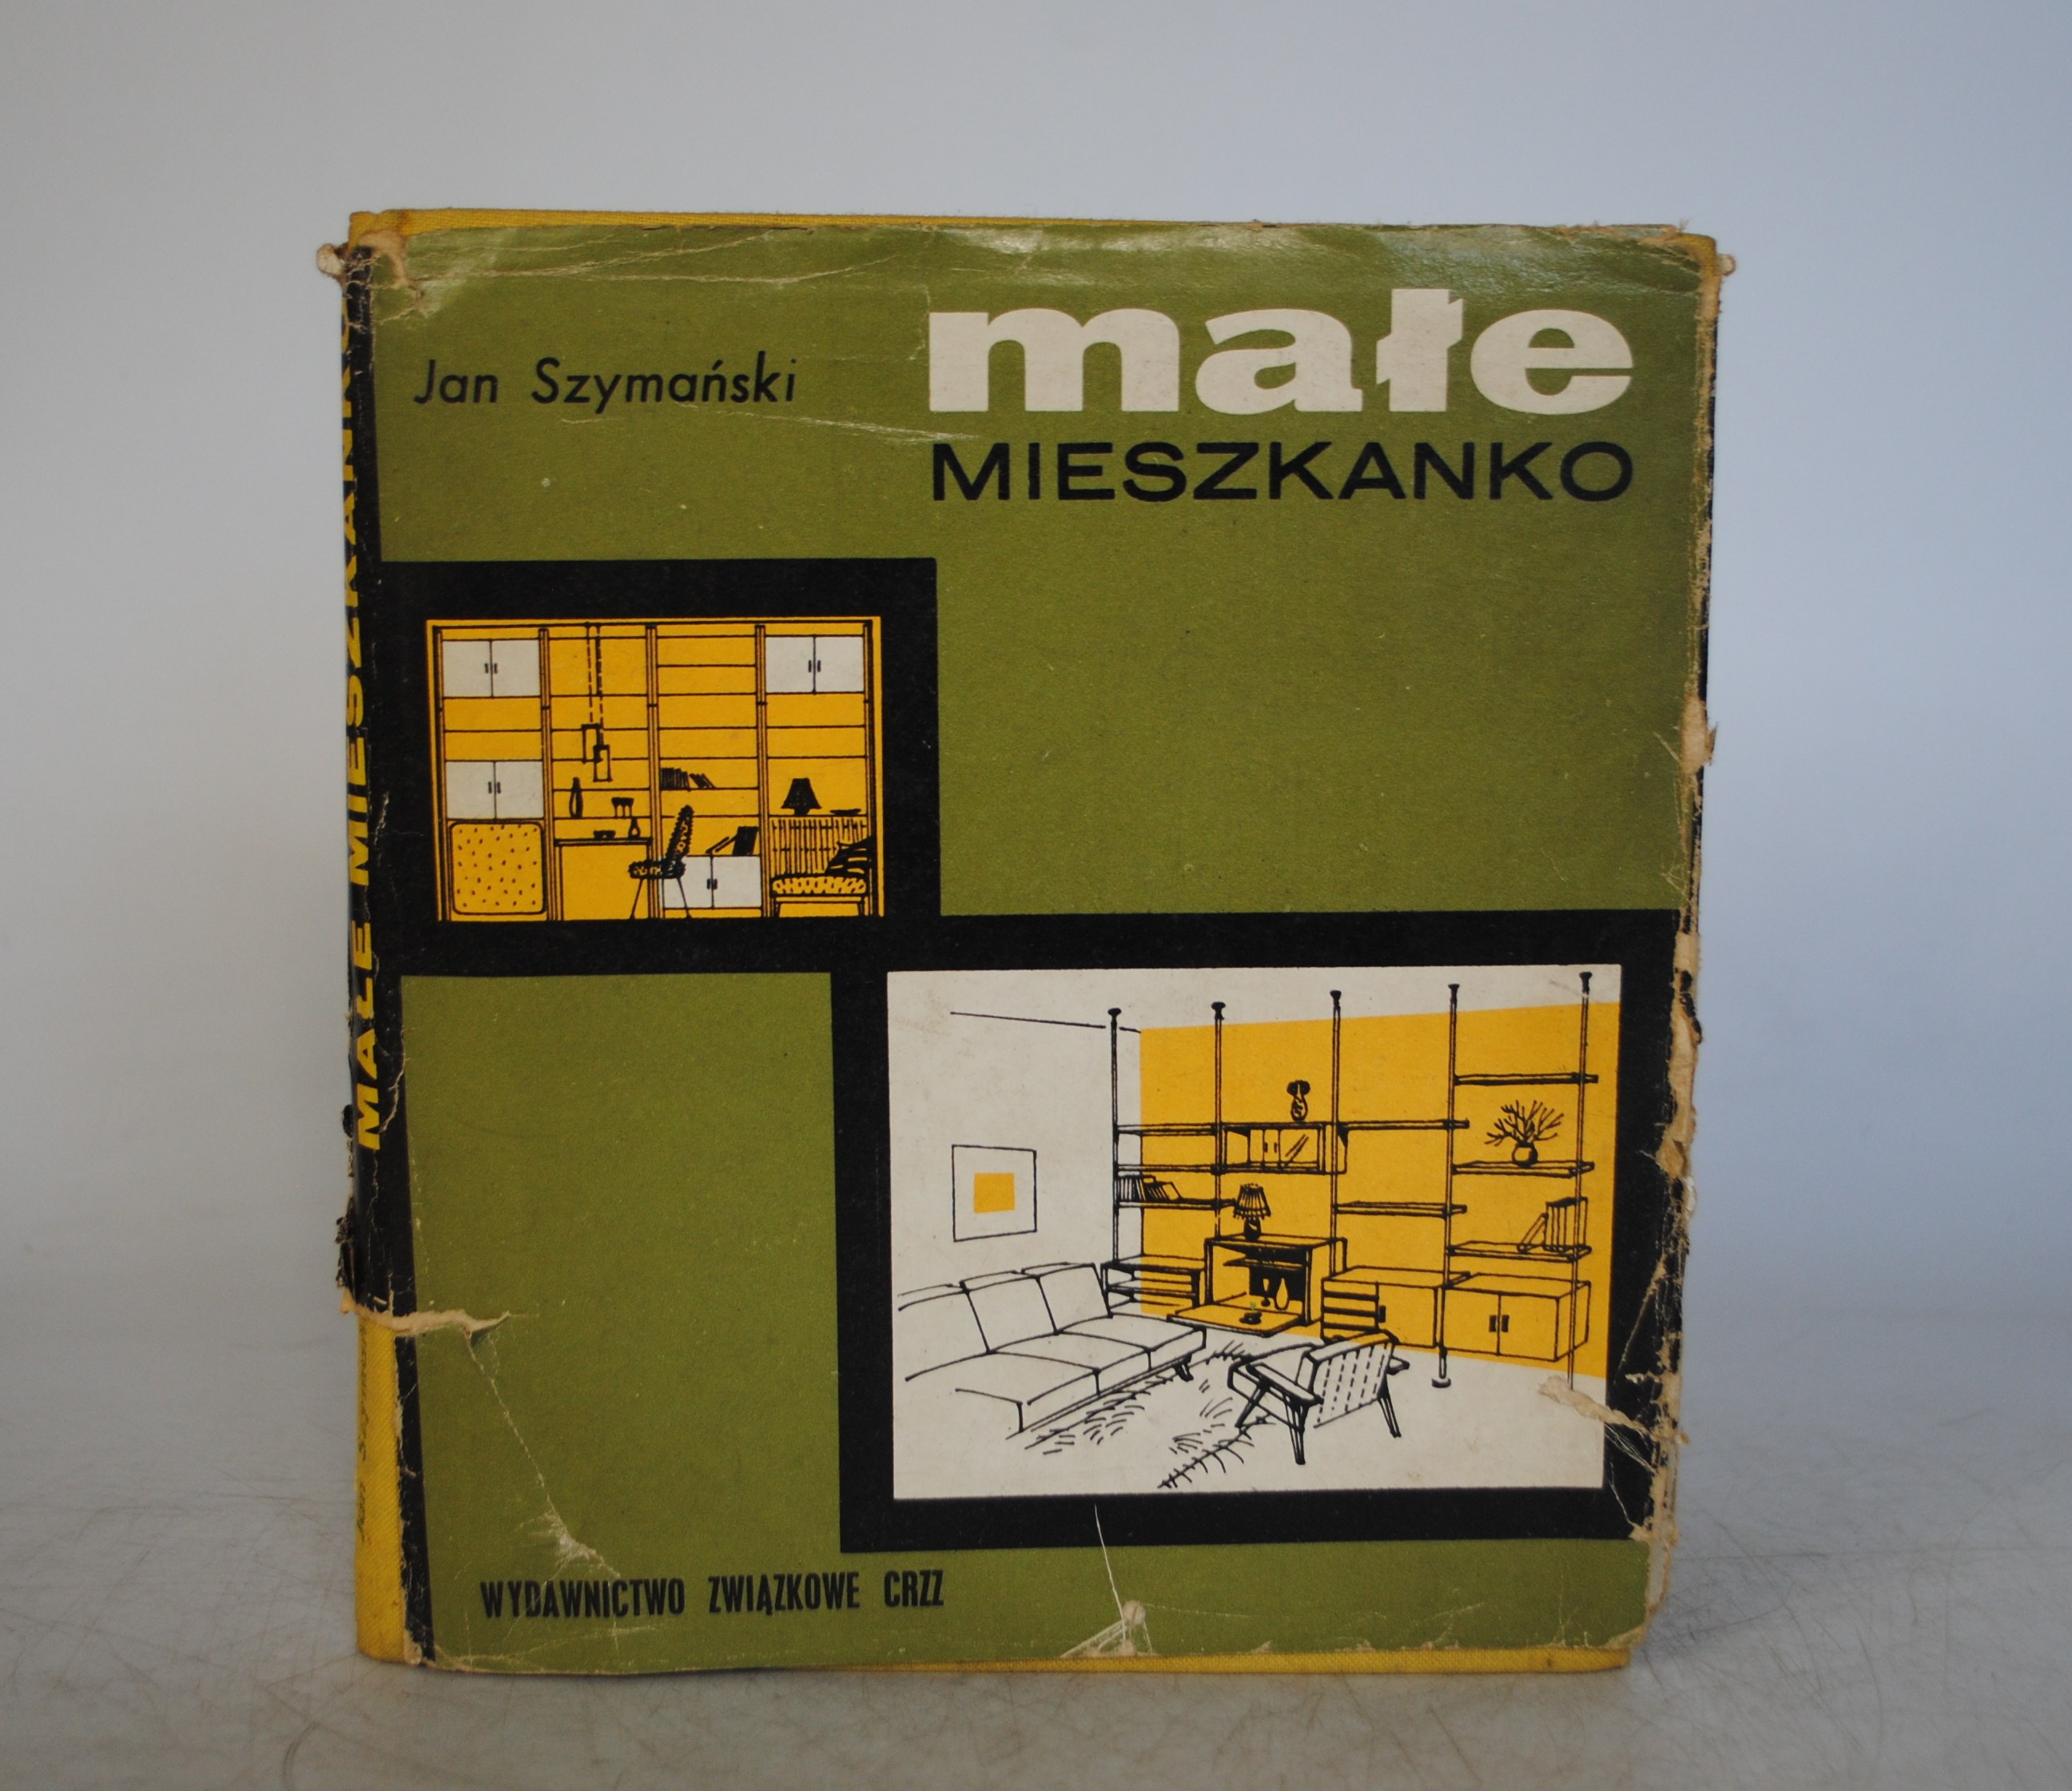 Jan Szymański
małe
MIESZKANKO
WYDAWNICTWO ZWIĄZKOWE CRZZ
MAŁE MIESZKANKO